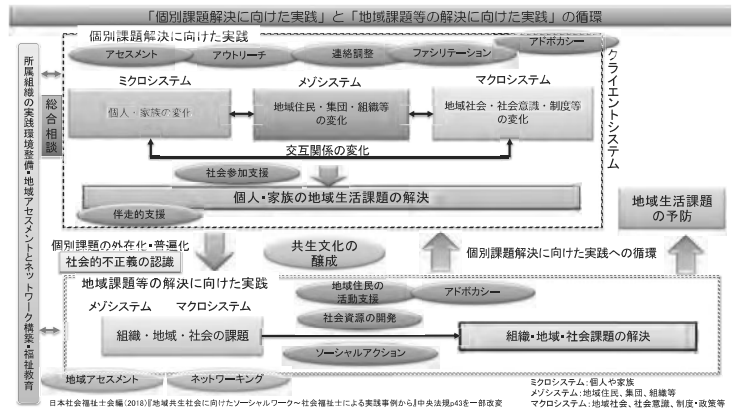 「個別課題解決に向けた実践」と「地域課題等の解決に向けた実践」の循環
個別課題解決に向けた実践
アセスメント
アウトリーチ
連絡調整
ファシリテーション
アドボカシー
クライエントシステム
所属組織の実践環境整備・地域アセスメントとネットワーク構築・福祉教育
総合相談
ミクロシステム
メゾシステム
マクロシステム
個人・家族の変化
地域住民・集団・組織等
の変化
地域社会・社会意識・制度等
の変化
交互関係の変化
社会参加支援
個人・家族の地域生活課題の解決
伴走的支援
地域生活課題
の予防
個別課題の外在化・普遍化
社会的不正義の認識
共生文化の
醸成
個別課題解決に向けた実践への循環
地域課題等の解決に向けた実践
メゾシステム
マクロシステム
地域住民の
活動支援
アドボカシー
社会資源の開発
組織・地域・社会の課題
組織・地域・社会課題の解決
ソーシャルアクション
地域アセスメント
ネットワーキング
ミクロシステム:個人や家族
メゾシステム:地域住民、集団、組織等
マクロシステム:地域社会、社会意識、制度・政策等
日本社会福祉士会編(2018)『地域共生社会に向けたソーシャルワーク~社会福祉士による実践事例から』中央法規p43を一部改変